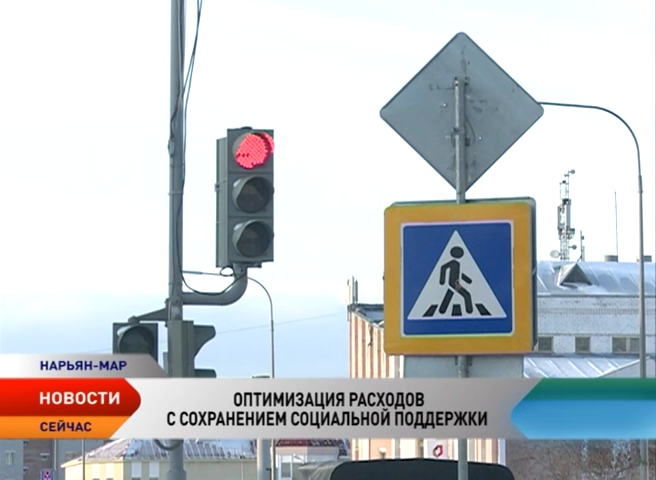 НАРЬЯН-МАР
НОВОСТИ
СЕЙЧАС
ОПТИМИЗАЦИЯ РАСХОДОВ
С СОХРАНЕНИЕМ СОЦИАЛЬНОЙ ПОДДЕРЖКИ